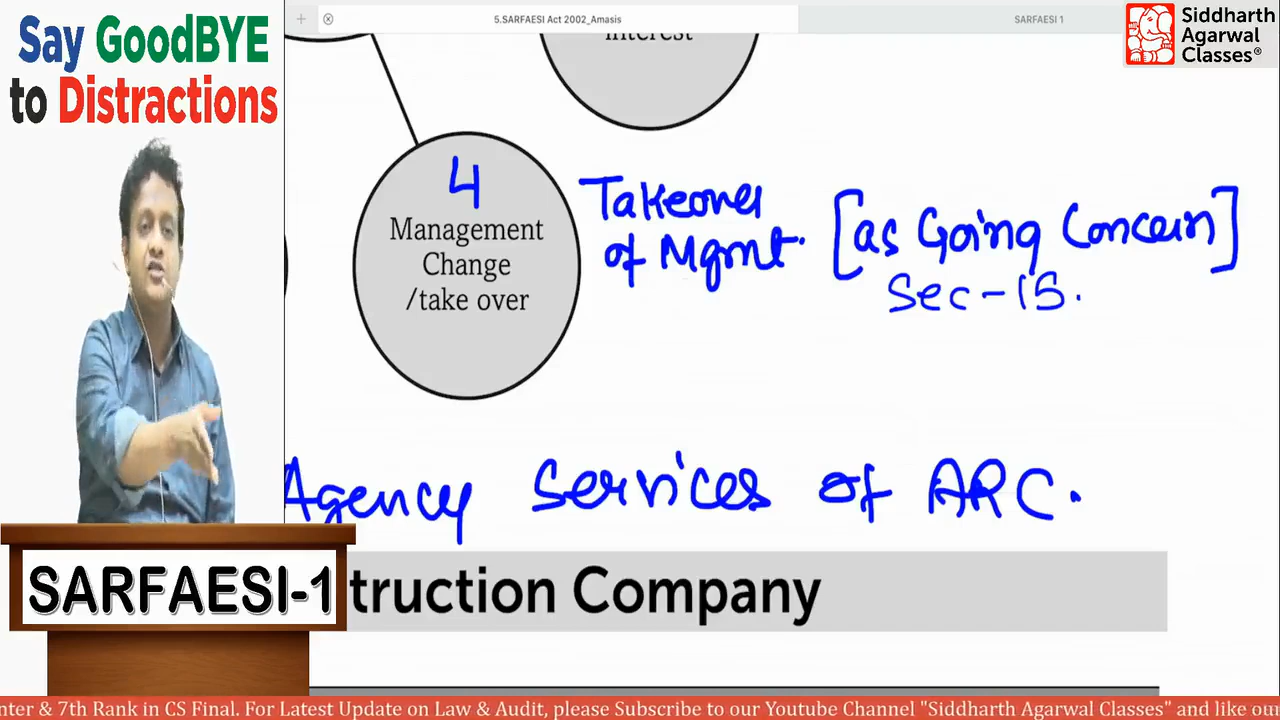 Say GoodBYE
to Distractions
5.SARFAESI Act 2002_Amasis
SARFAESI 1
Siddharth
Agarwal
Classes®
interest
4
Management
Change
/take over
Takeover
of Mgmt.
[as Going Concern]
Sec-15.
Agency Services of ARC.
SARFAESI-1
truction Company
nter & 7th Rank in CS Final. For Latest Update on Law & Audit, please Subscribe to our Youtube Channel "Siddharth Agarwal Classes" and like our